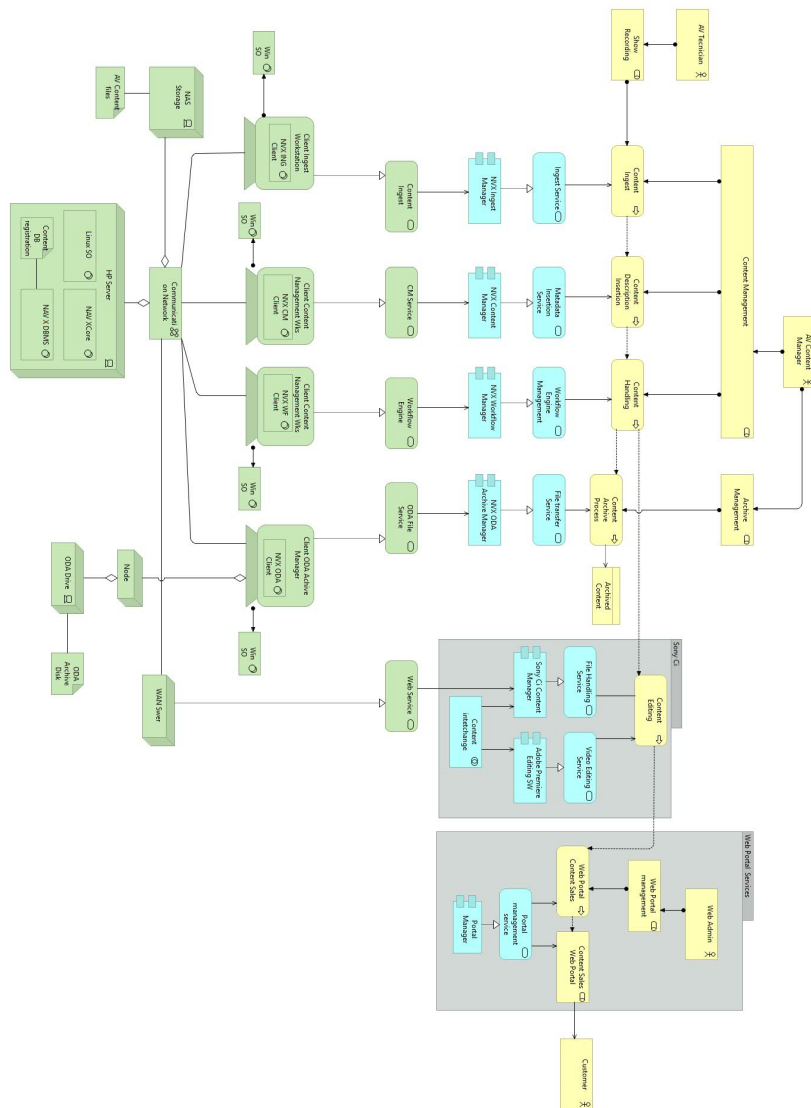 AV Content
Manager
Content Management
Archive
Management
Web Portal  Services
AV Tecnician
Web Admin
Sony Ci
Show
Recording
Content
Ingest
Content
Description
Insertion
Content
Handling
Content
Editing
Web Portal
management
Content
Archive
Process
Archived
Content
Web Portal
Content Sales
Content Sales
Web Portal
Customer
Ingest Service
Matadata
Insertion
Service
Workflow
Engine
Management
File transfer
Service
File Handling
Service
Video Editing
Service
Portal
management
service
NVX Ingest
Manager
NVX Content
Manager
NVX Workflow
Manager
NVX ODA
Archive Manager
Sony Ci Content
Manager
Adobe Premiere
Editing SW
Portal
Manager
Content
intetchange
Content
Ingest
CM Service
Workflow
Engine
ODA File
Service
Web Service
Client Ingest
Workstation
NVX ING
Client
Client Content
Nanagement Wks
NVX CM
Client
Client Content
Nanagement Wks
NVX WF
Client
Client ODA Achive
Manager
NVX ODA
Client
Win
SO
Win
SO
Win
SO
Win
SO
NAS
Storage
Communicati
on Network
Node
WAN Swer
AV Content
files
HP Server
Linux SO
NAV XCore
Content
DB
registration
NAV X DBMS
ODA Drive
ODA
Archive
Disk